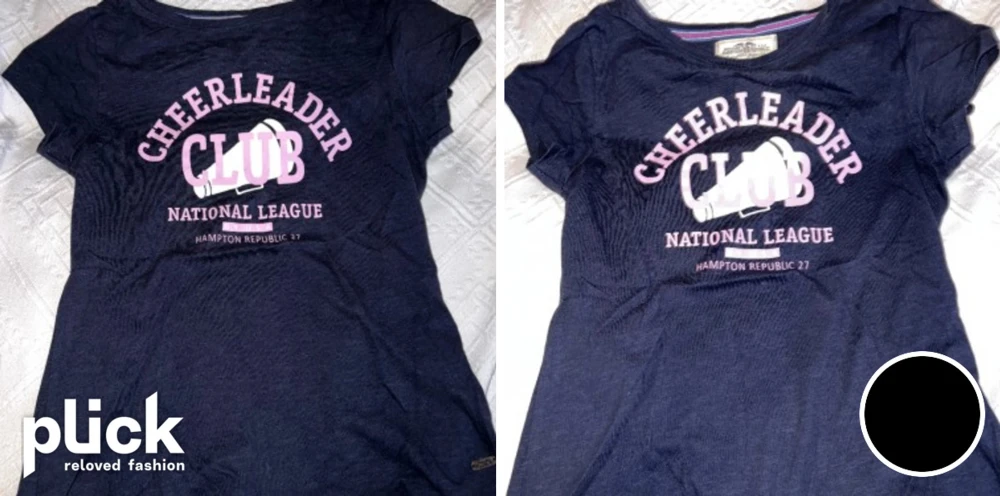 CHEERLEADER
CLUB
NATIONAL LEAGUE
HAMPTON REPUBLIC 27
plick
reloved fashion
CHEERLEADER
CLUB
NATIONAL LEAGUE
HAMPTON REPUBLIC 27